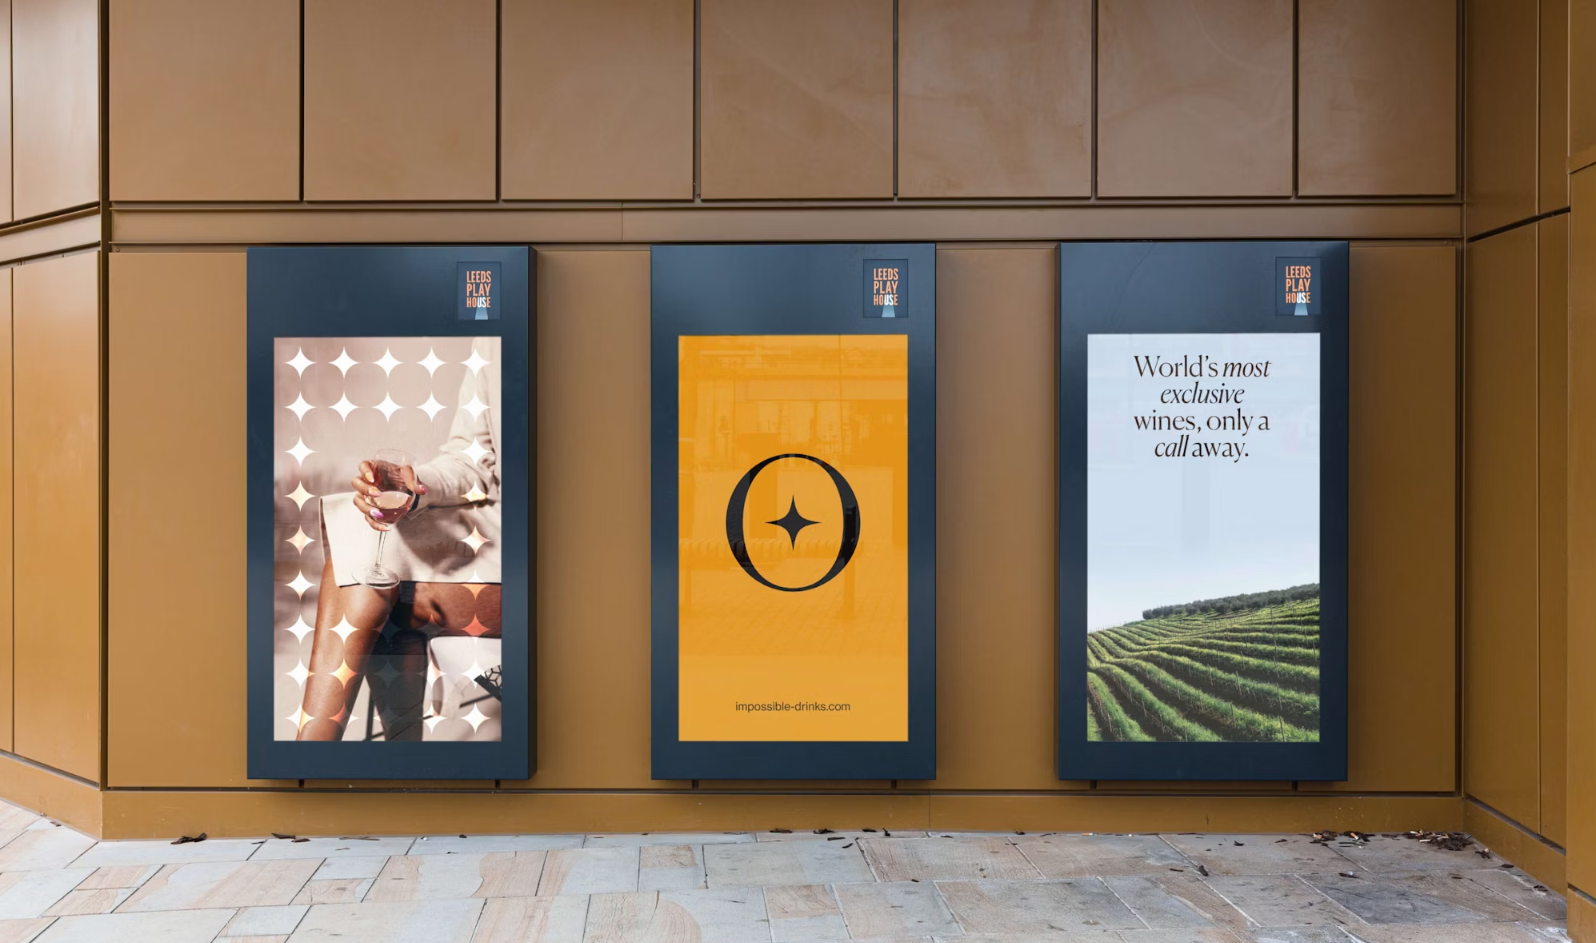 LEEDS
PLAY
HOUSE
LEEDS
PLAY
HOUSE
impossible-drinks.com
LEEDS
PLAY
HOUSE
World's most
exclusive
wines, only a
call away.